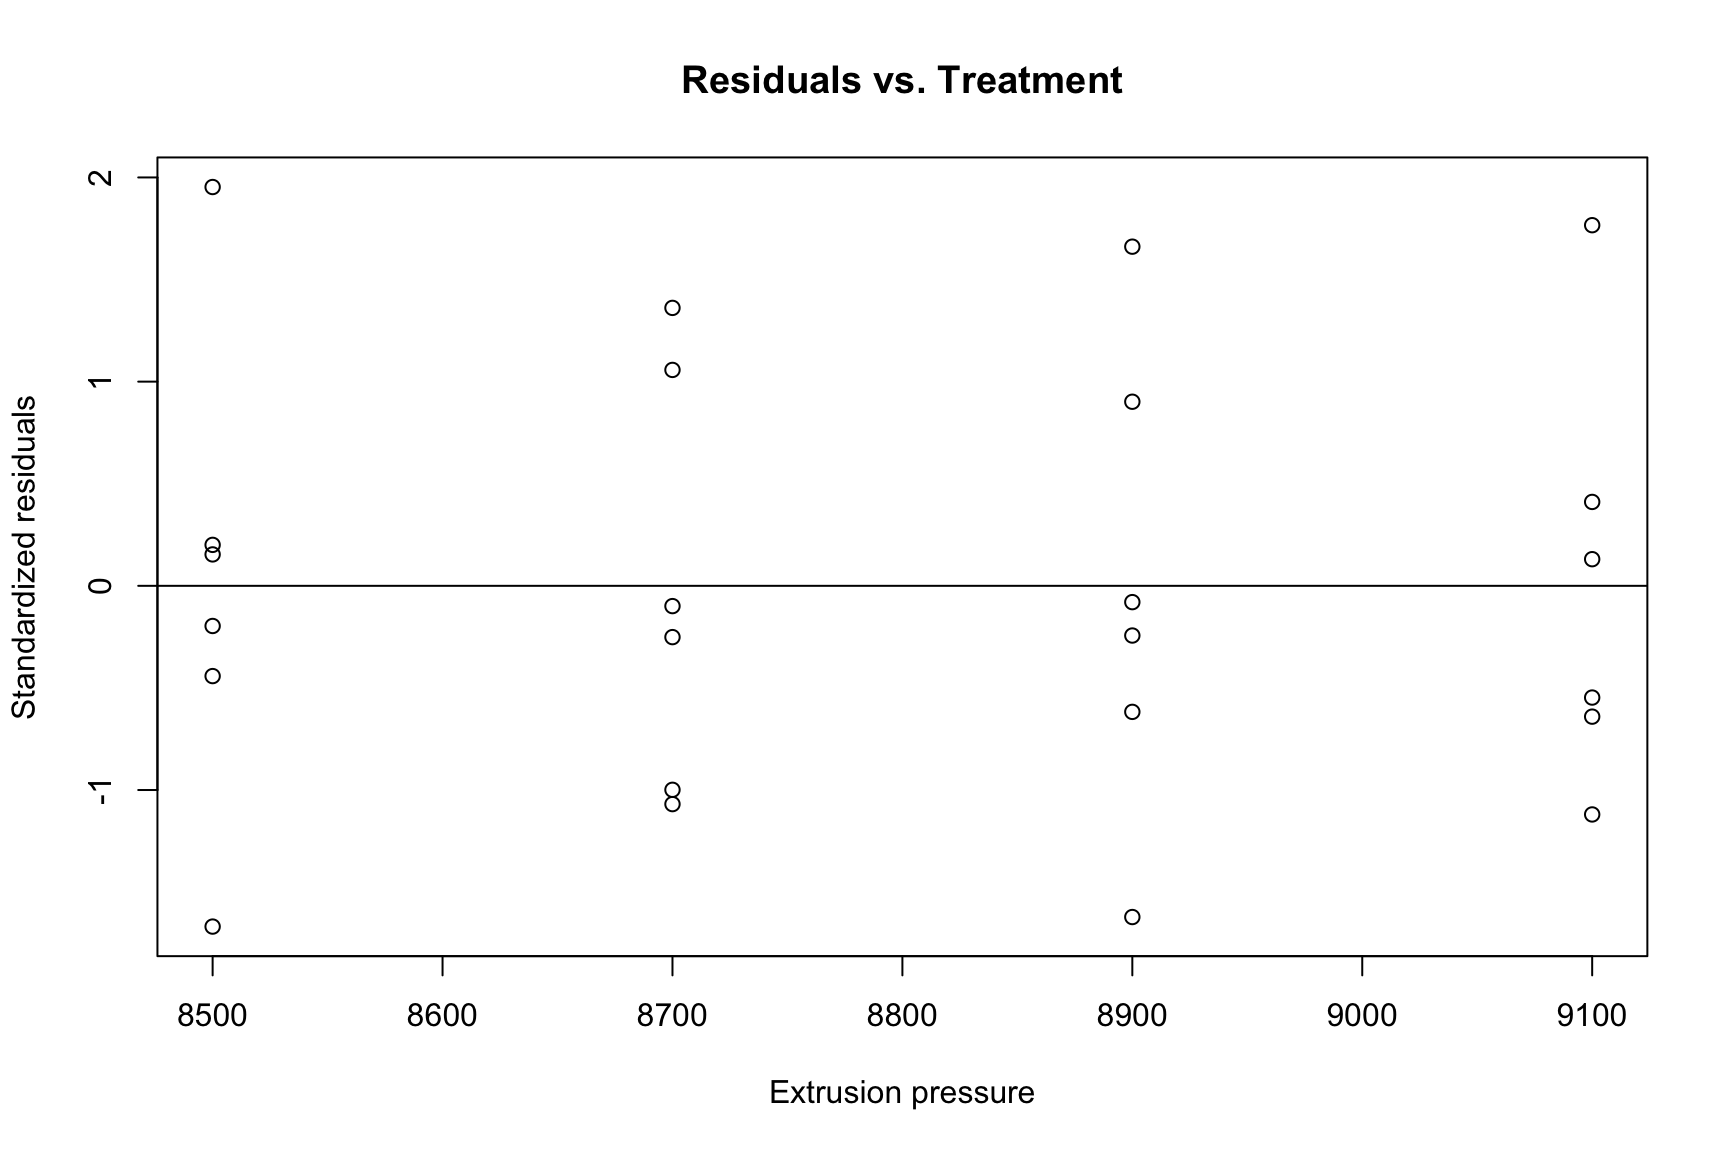 Residuals vs. Treatment
2
1
0
-1
Standardized residuals
8500 8600 8700 8800 8900 9000 9100
Extrusion pressure